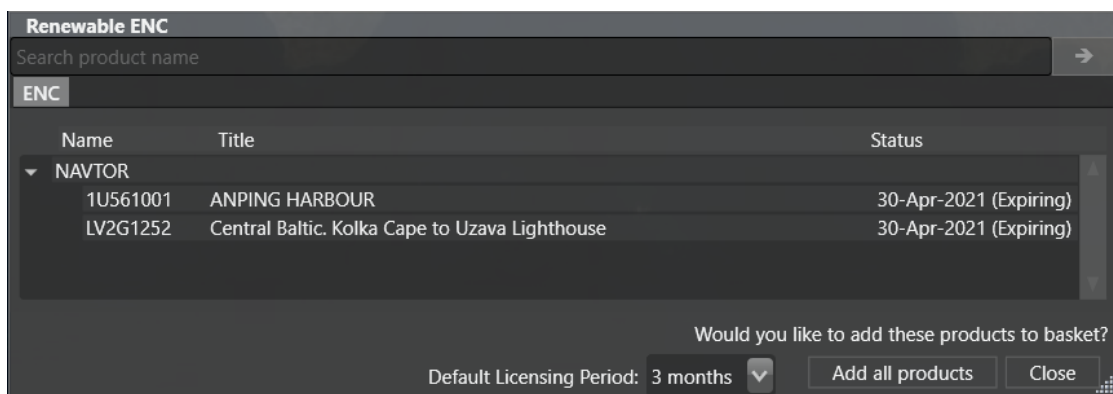 Renewable ENC
Search product name
ENC
Name Title Status
NAVTOR
1U561001 ANPING HARBOUR 30-Apr-2021 (Expiring)
LV2G1252 Central Baltic. Kolka Cape to Uzava Lighthouse 30-Apr-2021 (Expiring)
Would you like to add these products to basket?
Default Licensing Period: 3 months Add all products Close